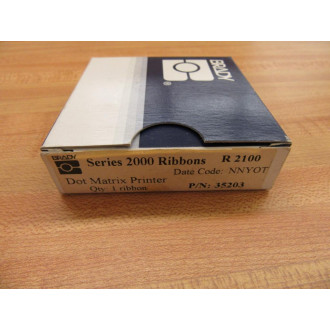 BRADY
®
BRADY
Series 2000 Ribbons R 2100
Date Code: NNYOT
Dot Matrix Printer
Qty: 1 ribbon P/N: 35203